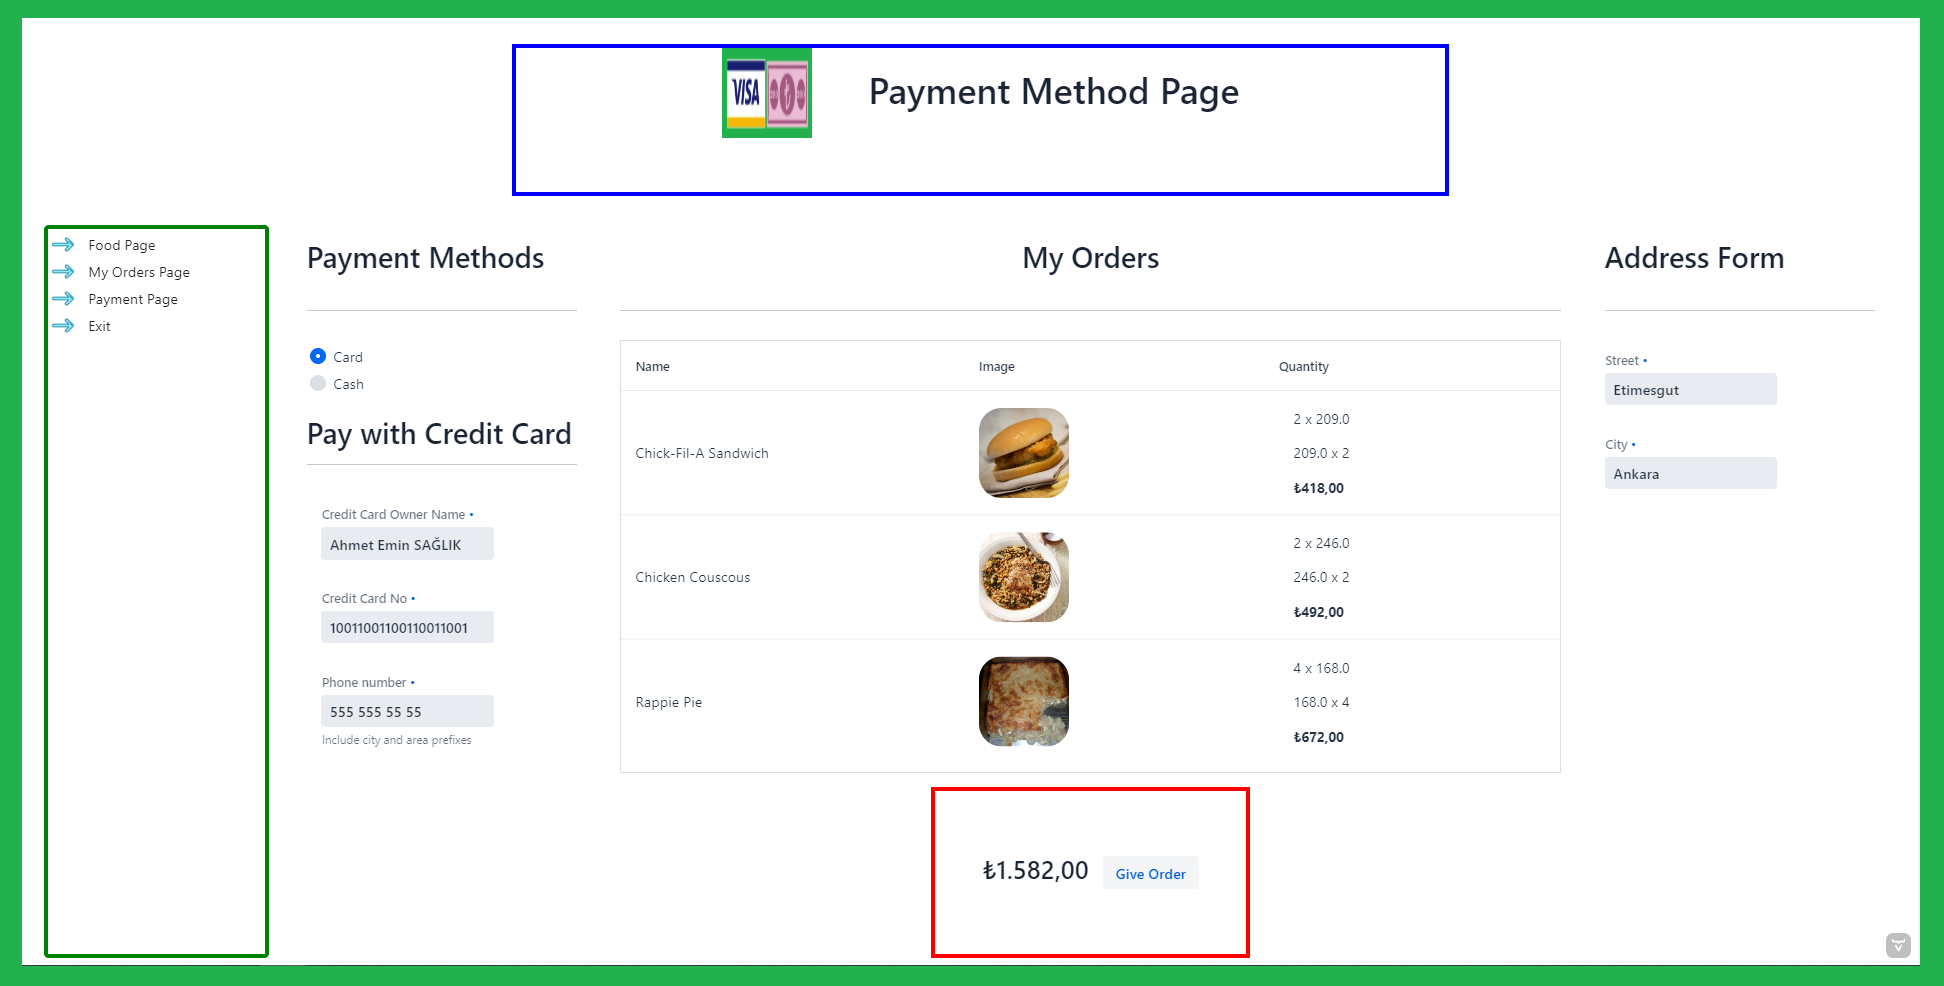 VISA
Payment Method Page
Food Page
My Orders Page
Payment Page
Exit
Payment Methods
Card
Cash
Pay with Credit Card
Credit Card Owner Name •
Ahmet Emin SAĞLIK
Credit Card No •
10011001100110011001
Phone number •
555 555 55 55
Include city and area prefixes
My Orders
Name Image Quantity
Chick-Fil-A Sandwich
2 x 209.0
209.0 x 2
₺418,00
Chicken Couscous
2 x 246.0
246.0 x 2
₺492,00
Rappie Pie
4 x 168.0
168.0 x 4
₺672,00
₺1.582,00 Give Order
Address Form
Street •
Etimesgut
City •
Ankara